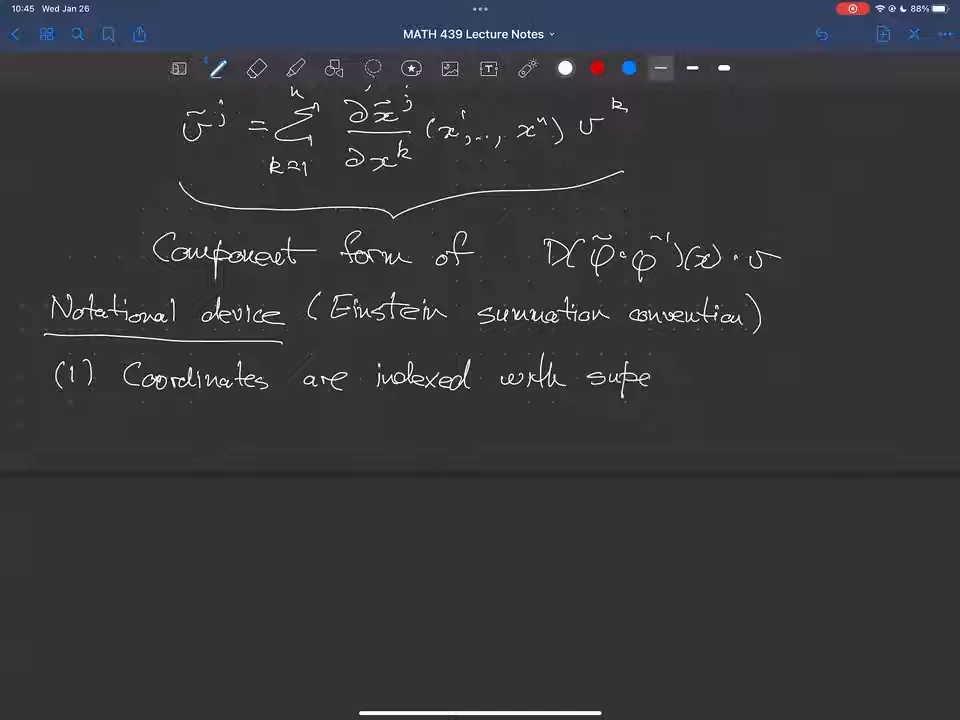 10:45 Wed Jan 26
88%
MATH 439 Lecture Notes
ṽ^j = ∑_{k=1}^{n} ∂x̃^j/∂x^k (x^1,..., x^n) v^k
Component form of D(φ̃∘φ^{-1})(x)·v
Notational device (Einstein summation convention)
(1) Coordinates are indexed with supe